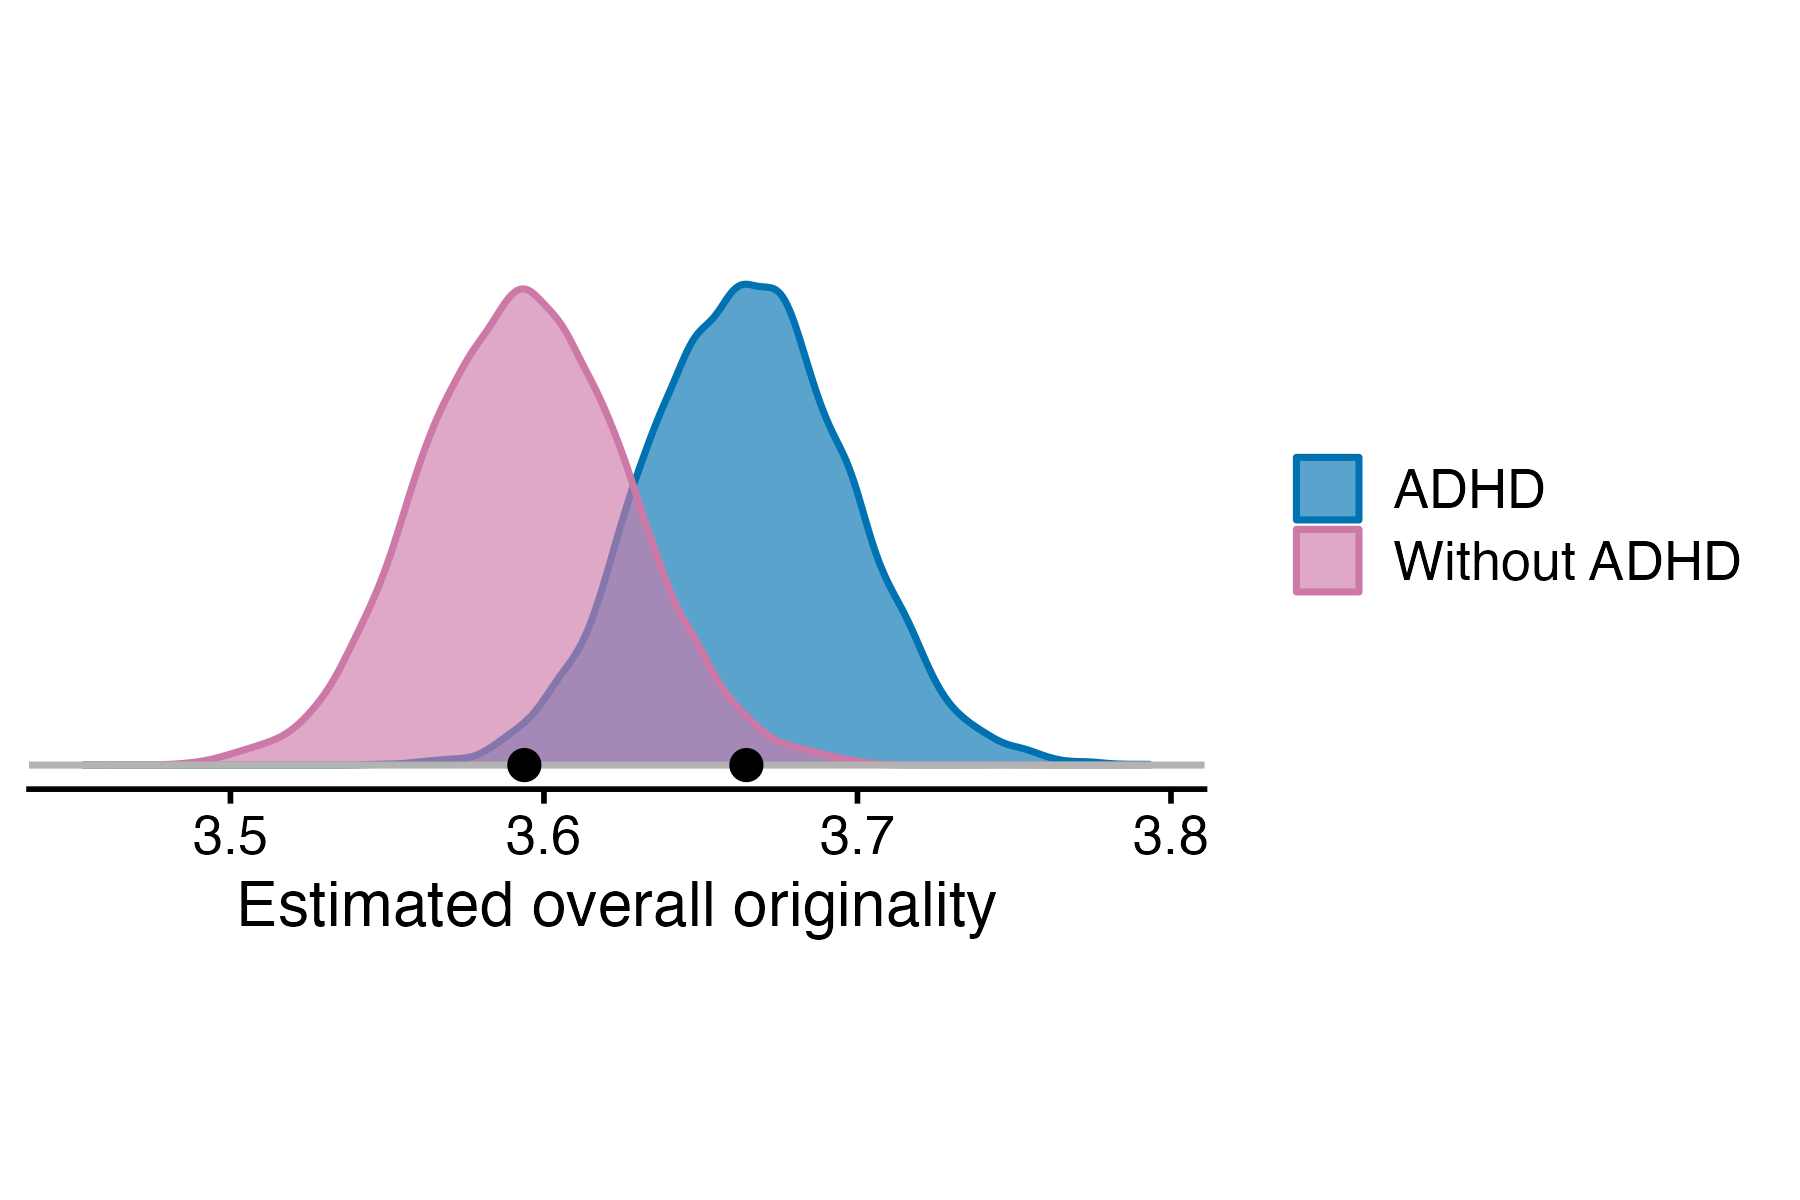 ADHD
Without ADHD
3.5 3.6 3.7 3.8
Estimated overall originality